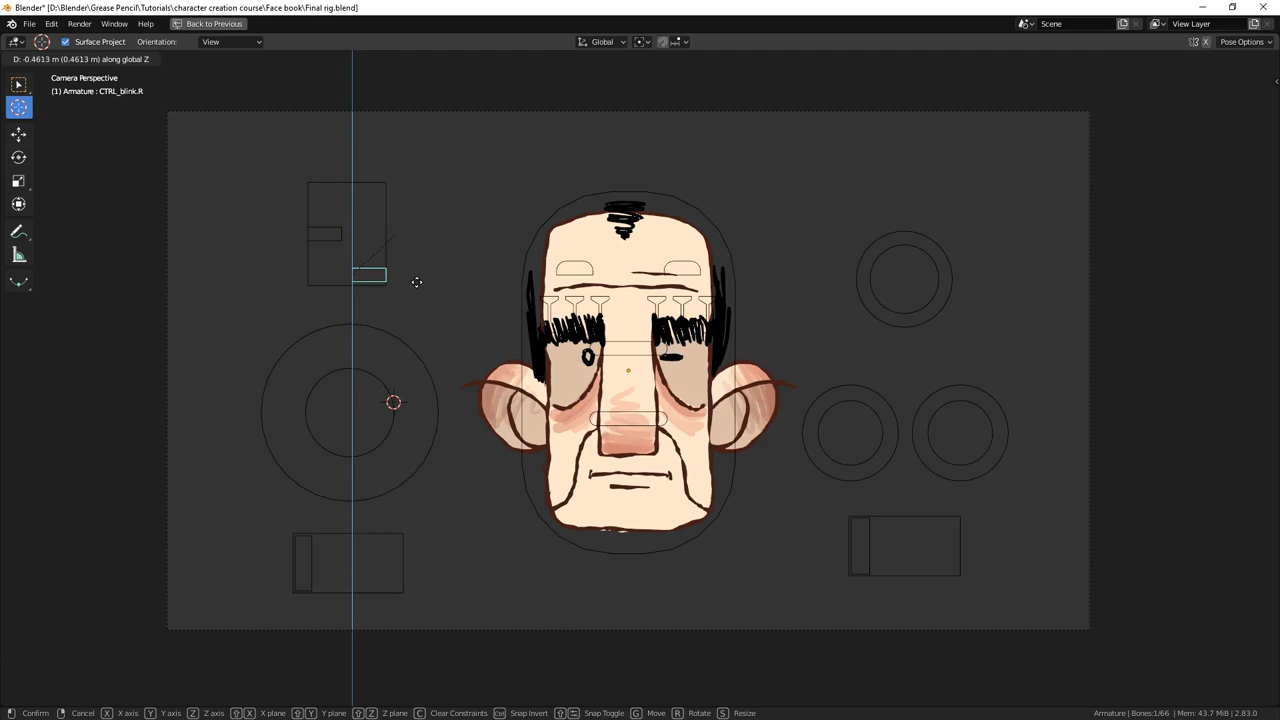 Blender* [D:\Blender\Grease Pencil\Tutorials\character creation course\Face book\Final rig.blend]
File Edit Render Window Help Back to Previous Scene View Layer
Surface Project Orientation: View Global X Pose Options
D: -0.4613 m (0.4613 m) along global Z
Camera Perspective
(1) Armature : CTRL_blink.R
Confirm Cancel X X axis Y Y axis Z Z axis X X plane Y Y plane Z Z plane C Clear Constraints Ctrl Snap Invert Snap Toggle G Move R Rotate S Resize Armature | Bones:1/66 | Mem: 43.7 MiB | 2.83.0